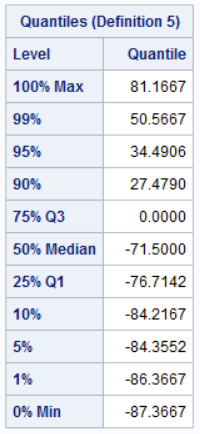 Quantiles (Definition 5)
Level Quantile
100% Max 81.1667
99% 50.5667
95% 34.4906
90% 27.4790
75% Q3 0.0000
50% Median -71.5000
25% Q1 -76.7142
10% -84.2167
5% -84.3552
1% -86.3667
0% Min -87.3667